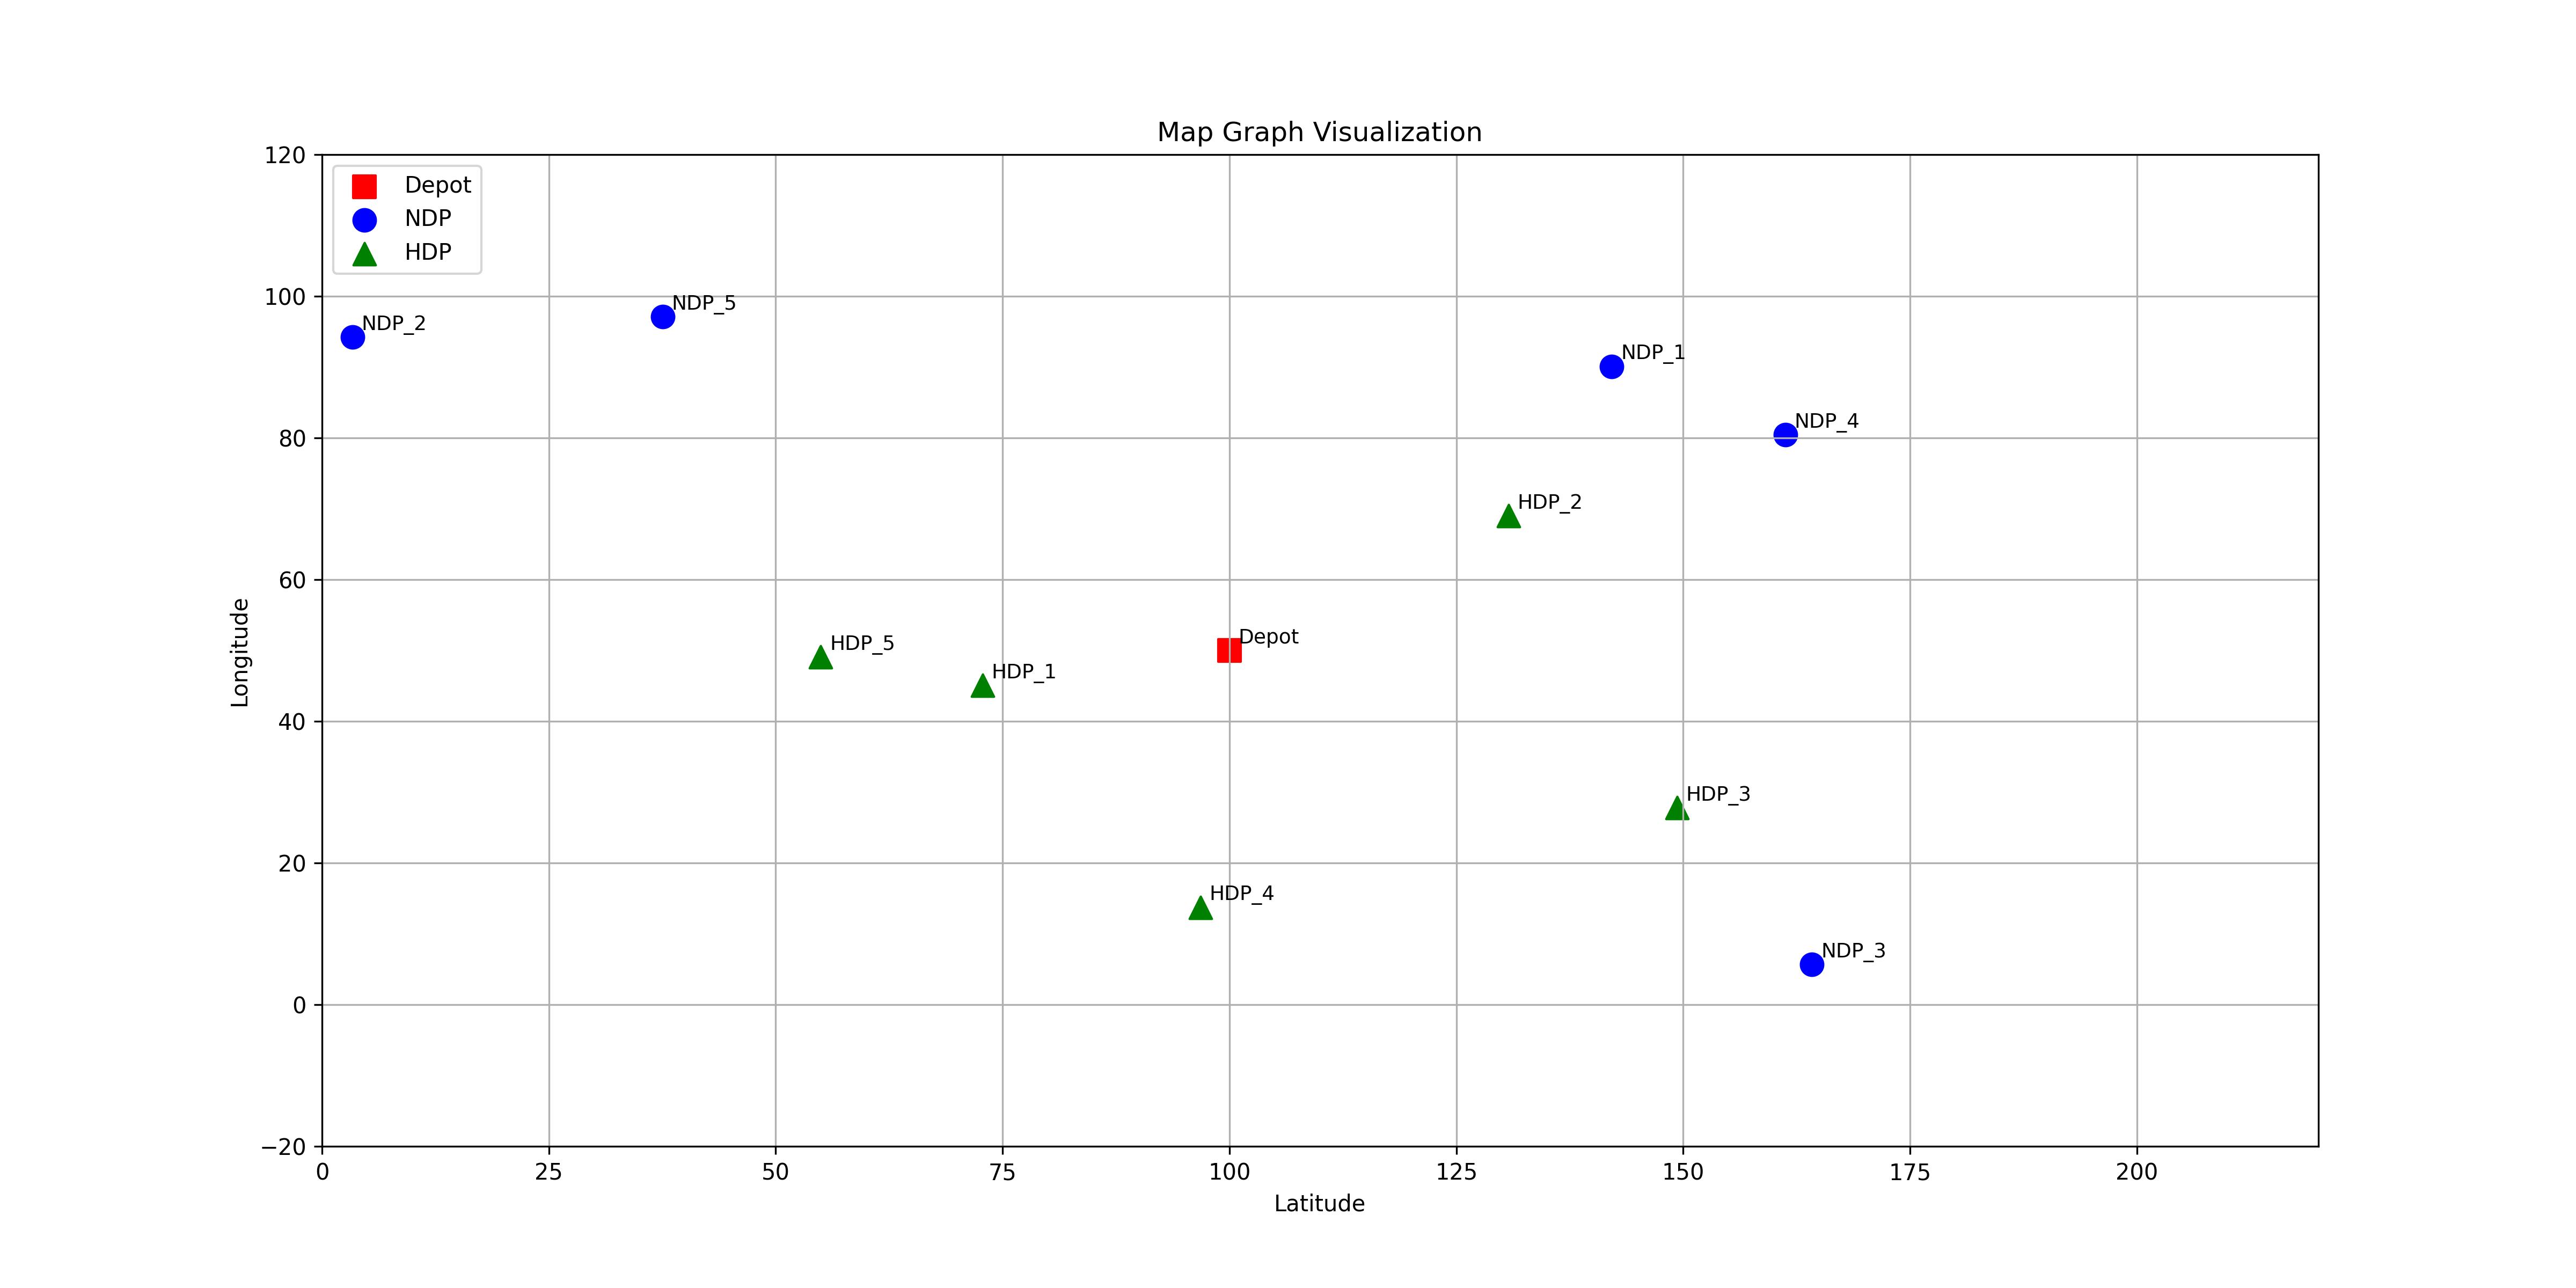 Map Graph Visualization
Depot
NDP
HDP
120
100
80
60
40
20
0
−20
Longitude
NDP_2
NDP_5
NDP_1
NDP_4
HDP_2
HDP_5
HDP_1
Depot
HDP_3
HDP_4
NDP_3
0 25 50 75 100 125 150 175 200
Latitude